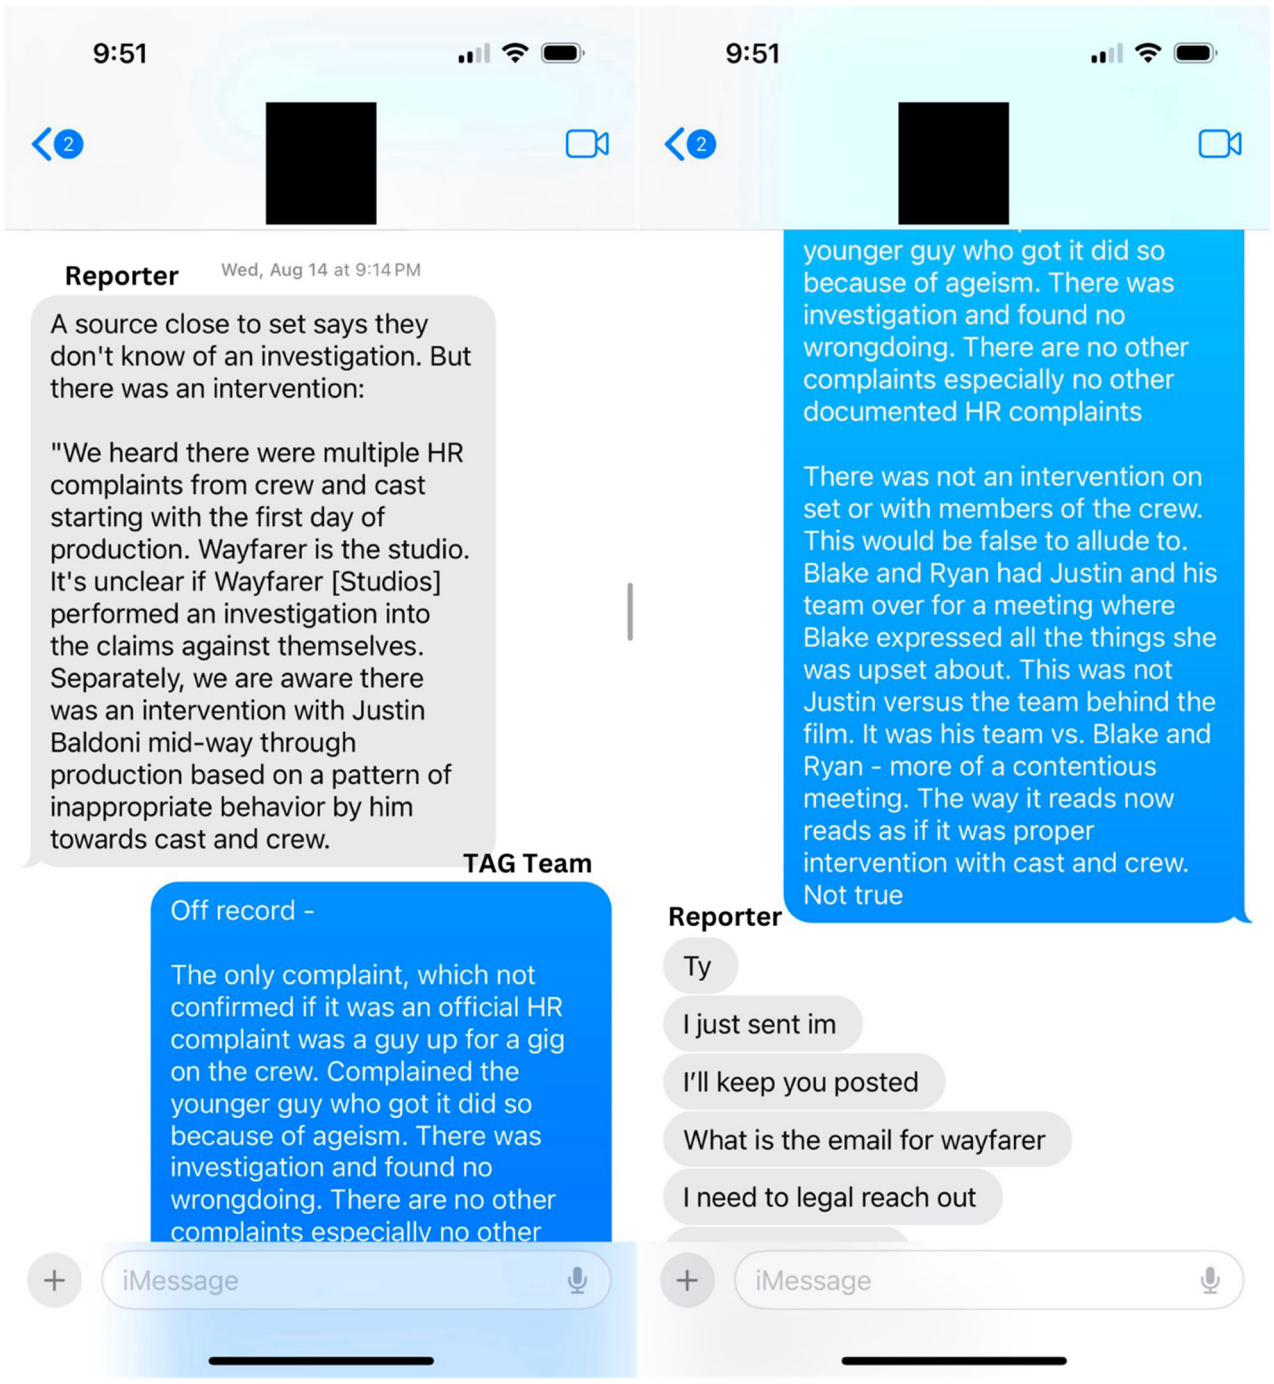 9:51
2
Reporter
Wed, Aug 14 at 9:14 PM
A source close to set says they
don't know of an investigation. But
there was an intervention:
"We heard there were multiple HR
complaints from crew and cast
starting with the first day of
production. Wayfarer is the studio.
It's unclear if Wayfarer [Studios]
performed an investigation into
the claims against themselves.
Separately, we are aware there
was an intervention with Justin
Baldoni mid-way through
production based on a pattern of
inappropriate behavior by him
towards cast and crew.
TAG Team
Off record -
The only complaint, which not
confirmed if it was an official HR
complaint was a guy up for a gig
on the crew. Complained the
younger guy who got it did so
because of ageism. There was
investigation and found no
wrongdoing. There are no other
complaints especially no other
iMessage
9:51
2
younger guy who got it did so
because of ageism. There was
investigation and found no
wrongdoing. There are no other
complaints especially no other
documented HR complaints
There was not an intervention on
set or with members of the crew.
This would be false to allude to.
Blake and Ryan had Justin and his
team over for a meeting where
Blake expressed all the things she
was upset about. This was not
Justin versus the team behind the
film. It was his team vs. Blake and
Ryan - more of a contentious
meeting. The way it reads now
reads as if it was proper
intervention with cast and crew.
Not true
Reporter
Ty
I just sent im
I'll keep you posted
What is the email for wayfarer
I need to legal reach out
iMessage